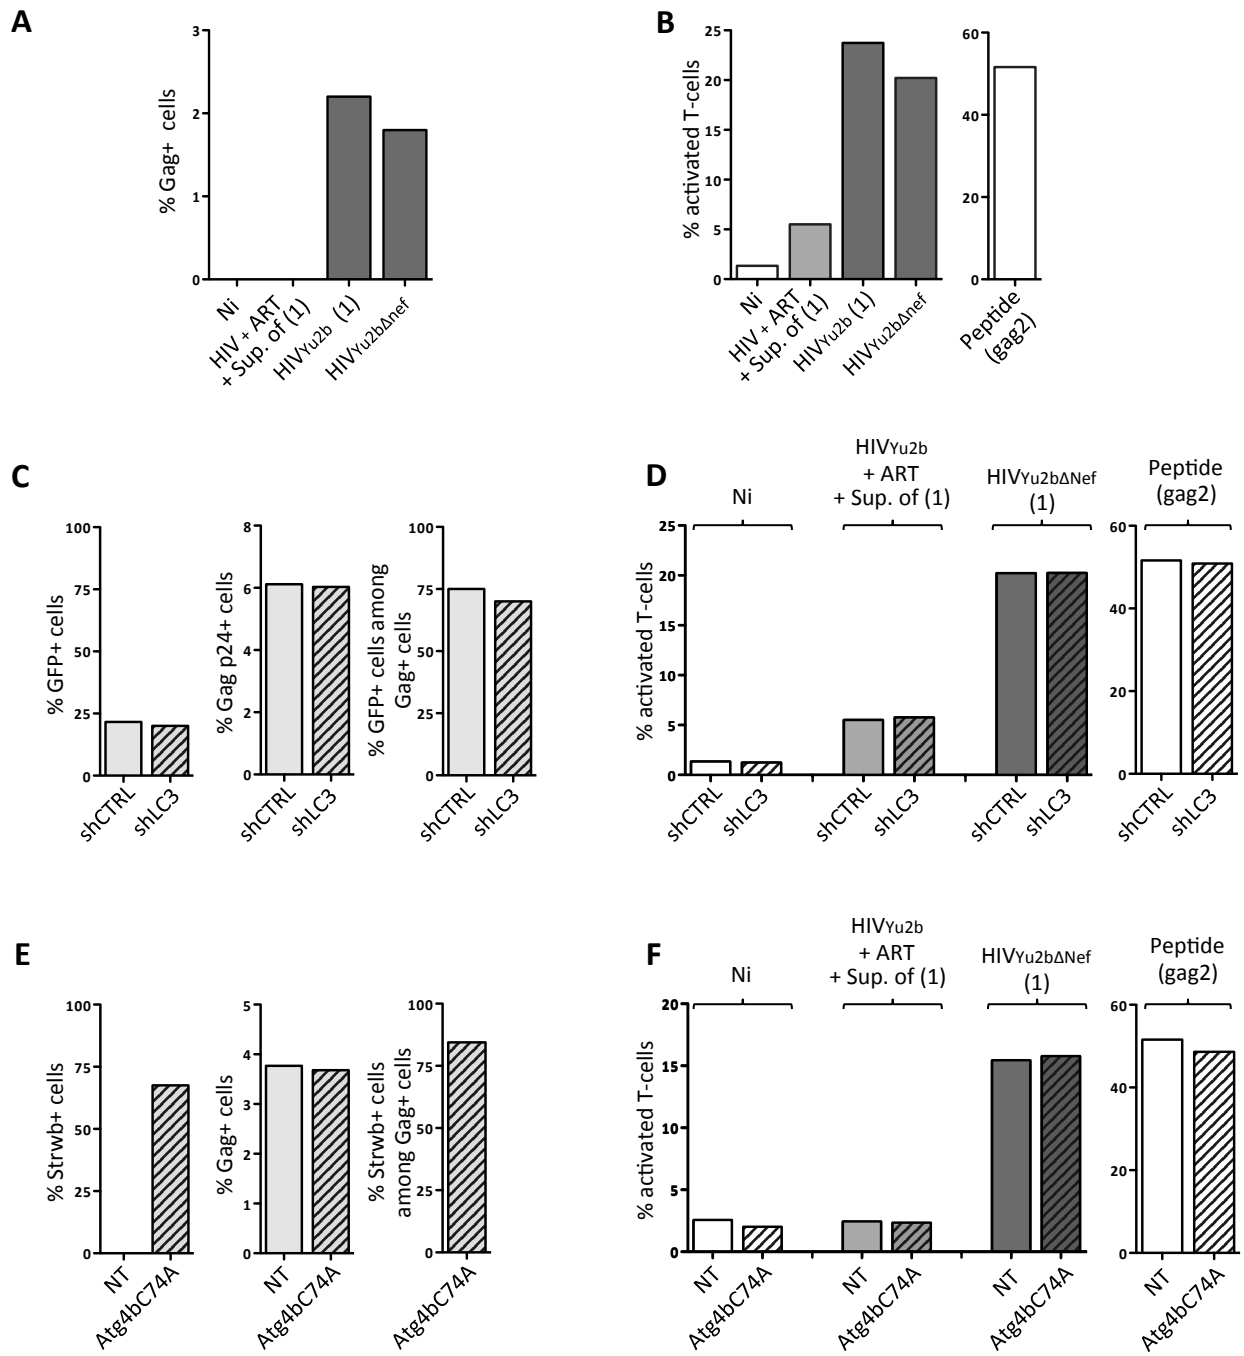 A
% Gag+ cells
3
2
1
0
Ni
HIV + ART
+ Sup. of (1)
HIVYu2b (1)
HIVYu2bΔnef
B
% activated T-cells
25
20
15
10
5
0
Ni
HIV + ART
+ Sup. of (1)
HIVYu2b (1)
HIVYu2bΔnef
60
40
20
0
Peptide
(gag2)
C
% GFP+ cells
100
75
50
25
0
shCTRL
shLC3
% Gag p24+ cells
8
6
4
2
0
shCTRL
shLC3
% GFP+ cells among
Gag+ cells
100
75
50
25
0
shCTRL
shLC3
D
Ni
HIVYu2b
+ ART
+ Sup. of (1)
HIVYu2bΔNef
(1)
Peptide
(gag2)
% activated T-cells
25
20
15
10
5
0
shCTRL
shLC3
shCTRL
shLC3
shCTRL
shLC3
60
40
20
0
shCTRL
shLC3
E
% Strwb+ cells
100
75
50
25
0
NT
Atg4bC74A
% Gag+ cells
5
4
3
2
1
0
NT
Atg4bC74A
% Strwb+ cells
among Gag+ cells
100
75
50
25
0
Atg4bC74A
F
Ni
HIVYu2b
+ ART
+ Sup. of (1)
HIVYu2bΔNef
(1)
Peptide
(gag2)
% activated T-cells
20
15
10
5
0
NT
Atg4bC74A
NT
Atg4bC74A
NT
Atg4bC74A
60
40
20
0
NT
Atg4bC74A